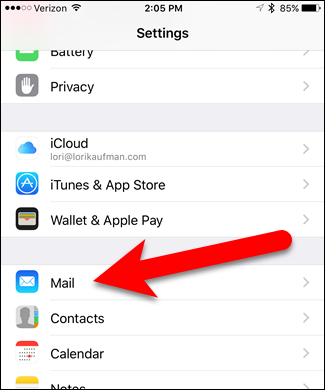 Verizon 2:05 PM 85%
Settings
Battery
Privacy
iCloud
lori@lorikaufman.com
iTunes & App Store
Wallet & Apple Pay
Mail
Contacts
Calendar
Notes